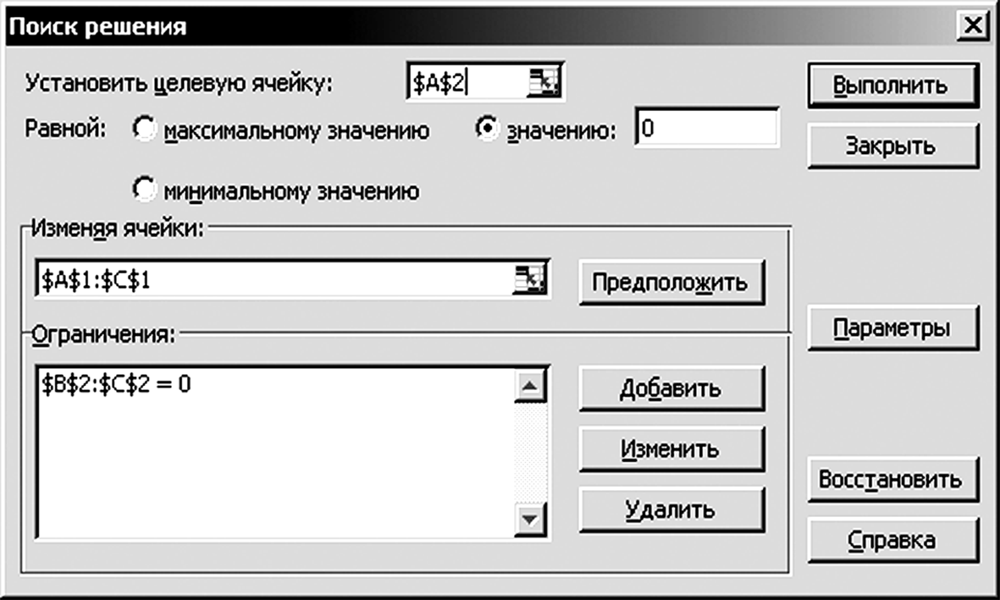 Поиск решения
Установить целевую ячейку: $A$2 Выполнить
Равной: максимальному значению значению: 0 Закрыть
минимальному значению
Изменяя ячейки:
$A$1:$C$1 Предположить
Ограничения: Параметры
$B$2:$C$2 = 0 Добавить
Изменить
Восстановить
Удалить
Справка